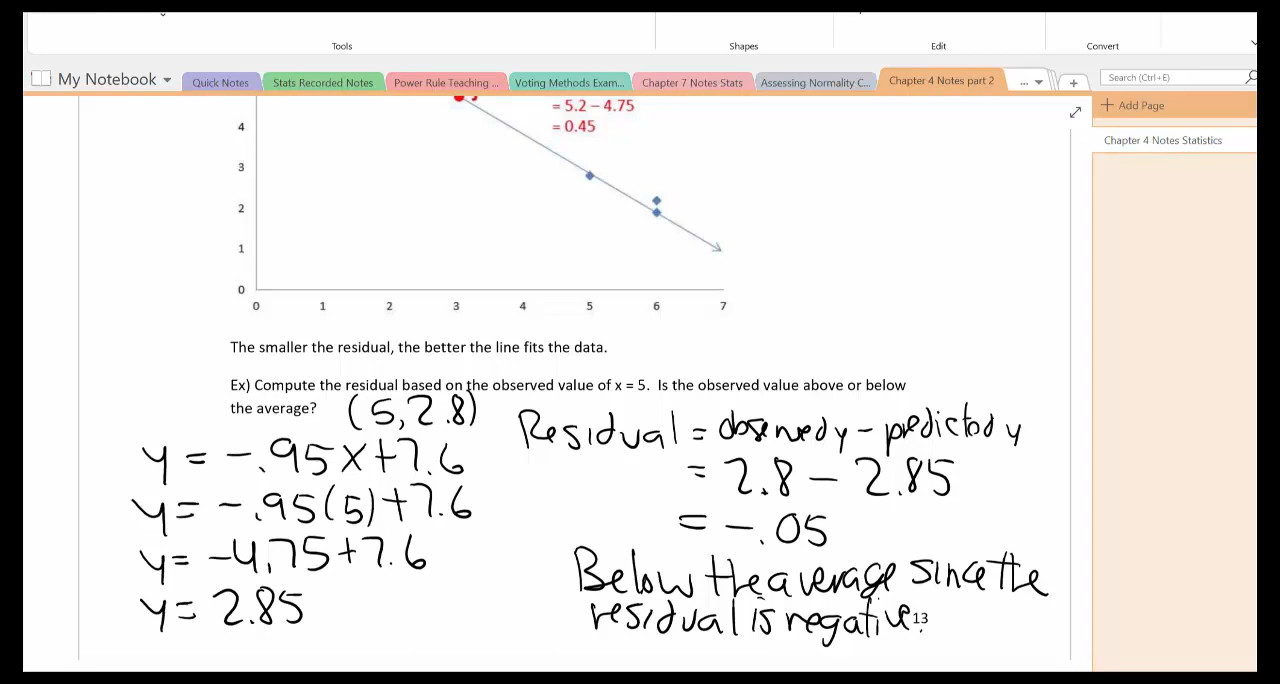 Tools Shapes Edit Convert
My Notebook Quick Notes Stats Recorded Notes Power Rule Teaching ... Voting Methods Exam... Chapter 7 Notes Stats Assessing Normality C... Chapter 4 Notes part 2 ... + Search (Ctrl+E)
+ Add Page
Chapter 4 Notes Statistics
= 5.2 – 4.75
= 0.45
4
3
2
1
0
0 1 2 3 4 5 6 7
The smaller the residual, the better the line fits the data.
Ex) Compute the residual based on the observed value of x = 5. Is the observed value above or below
the average?
(5, 2.8)
y = -.95x+7.6
y = -.95(5)+7.6
y = -4.75+7.6
y = 2.85
Residual = observed y - predicted y
= 2.8 - 2.85
= -.05
Below the average since the
residual is negative.
13